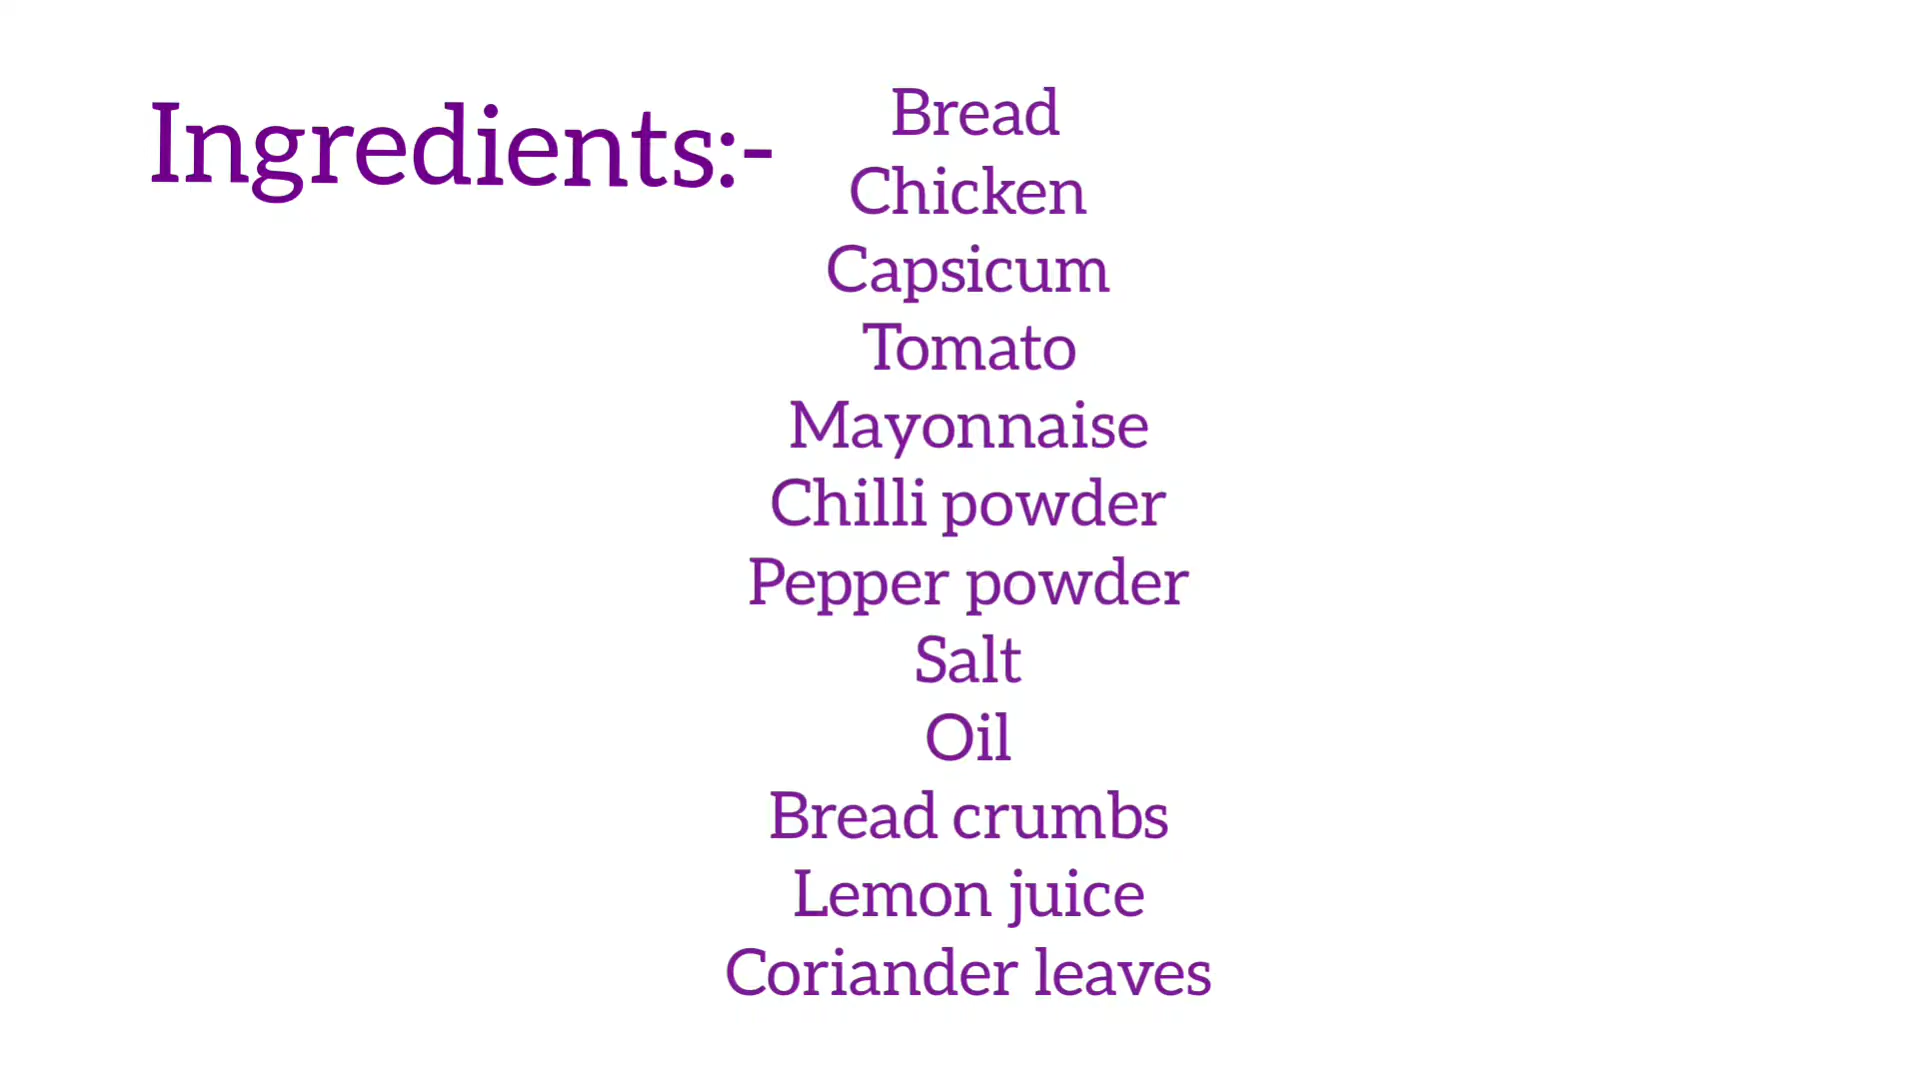 Ingredients:-
Bread
Chicken
Capsicum
Tomato
Mayonnaise
Chilli powder
Pepper powder
Salt
Oil
Bread crumbs
Lemon juice
Coriander leaves